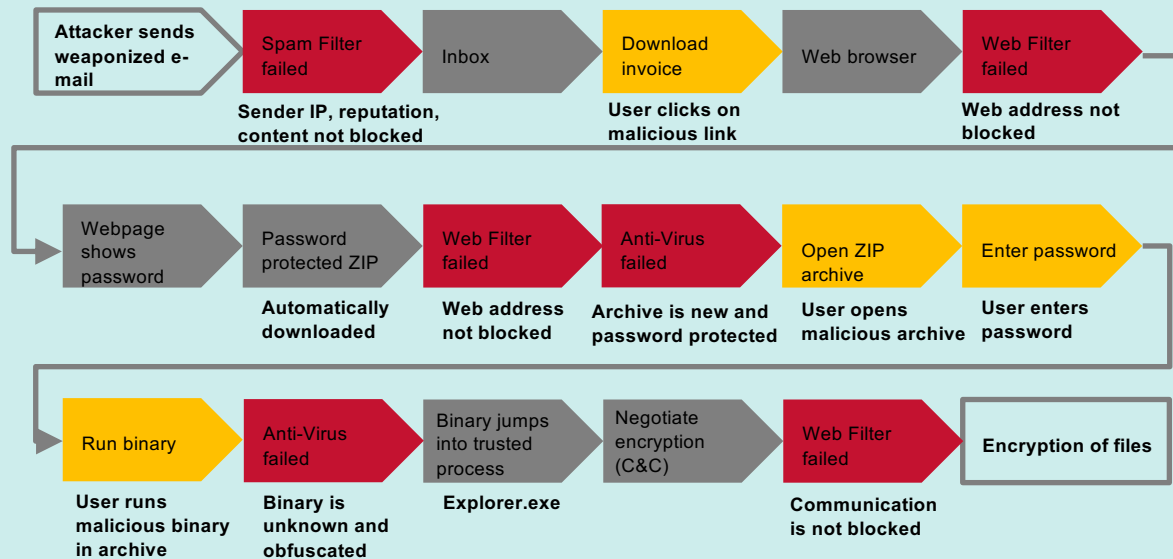 Attacker sends
weaponized e-
mail
Spam Filter
failed
Sender IP, reputation,
content not blocked
Inbox
Download
invoice
User clicks on
malicious link
Web browser
Web Filter
failed
Web address not
blocked
Webpage
shows
password
Password
protected ZIP
Automatically
downloaded
Web Filter
failed
Web address
not blocked
Anti-Virus
failed
Archive is new and
password protected
Open ZIP
archive
User opens
malicious archive
Enter password
User enters
password
Run binary
User runs
malicious binary
in archive
Anti-Virus
failed
Binary is
unknown and
obfuscated
Binary jumps
into trusted
process
Explorer.exe
Negotiate
encryption
(C&C)
Web Filter
failed
Communication
is not blocked
Encryption of files